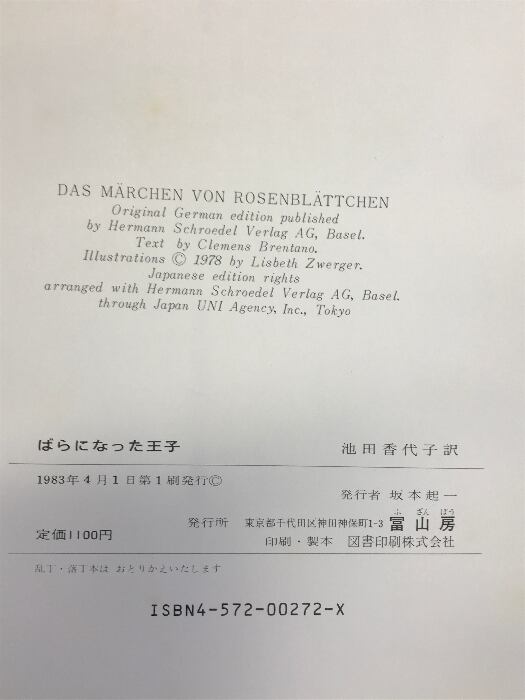 DAS MÄRCHEN VON ROSENBLÄTTCHEN
Original German edition published
by Hermann Schroedel Verlag AG, Basel.
Text by Clemens Brentano.
Illustrations © 1978 by Lisbeth Zwerger.
Japanese edition rights
arranged with Hermann Schroedel Verlag AG, Basel.
through Japan UNI Agency, Inc., Tokyo
ばらになった王子 池田香代子訳
1983年4月1日第1刷発行©
発行者 坂本起一
ふ ざん ぼう
発行所 東京都千代田区神田神保町1-3 冨山房
定価1100円
印刷・製本 図書印刷株式会社
乱丁・落丁本は おとりかえいたします
ISBN4-572-00272-X